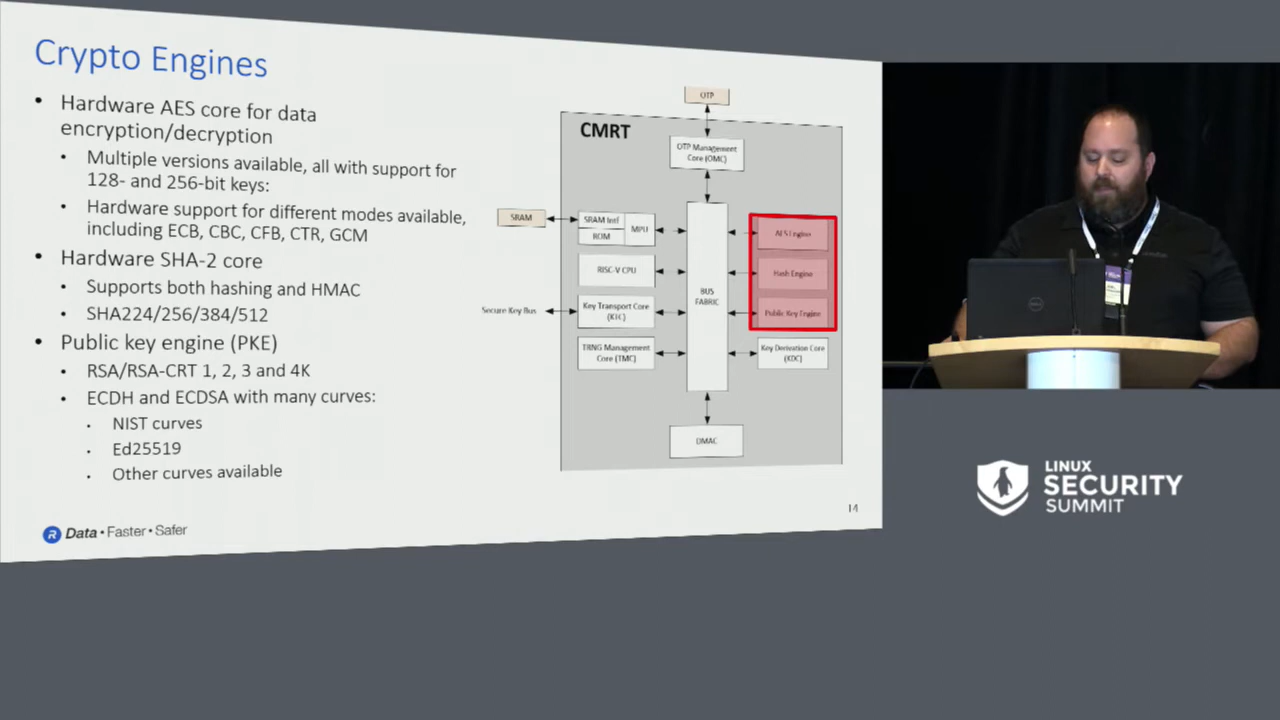 Crypto Engines
• Hardware AES core for data
encryption/decryption
• Multiple versions available, all with support for
128- and 256-bit keys:
• Hardware support for different modes available,
including ECB, CBC, CFB, CTR, GCM
• Hardware SHA-2 core
• Supports both hashing and HMAC
• SHA224/256/384/512
• Public key engine (PKE)
• RSA/RSA-CRT 1, 2, 3 and 4K
• ECDH and ECDSA with many curves:
• NIST curves
• Ed25519
• Other curves available
OTP
CMRT
OTP Management
Core (OMC)
SRAM
SRAM Intf
ROM
MPU
RISC-V CPU
Secure Key Bus
Key Transport Core
(KTC)
TRNG Management
Core (TMC)
BUS
FABRIC
AES Engine
Hash Engine
Public Key Engine
Key Derivation Core
(KDC)
DMAC
14
R Data • Faster • Safer
DELL
LINUX
SECURITY
SUMMIT